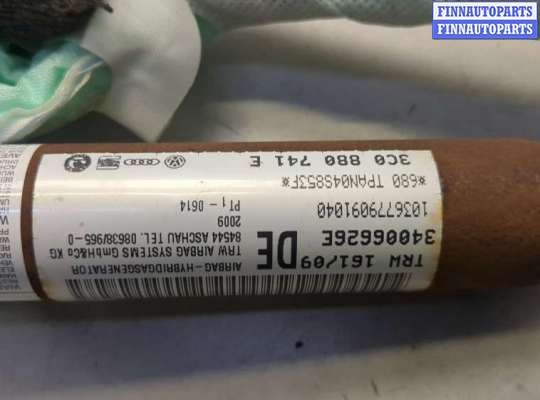 FINNAUTOPARTS
FINNAUTOPARTS
AIRBAG-HYBRIDGASGENERATOR
TRW AIRBAG SYSTEMS GmbH&Co KG
84544 ASCHAU TEL. 08638/965-0
2009
PT1 - 0614
DE
TRW 161/09
34006626E
1036779091040
*680 TPAN04S853F*
3C0 880 741 E